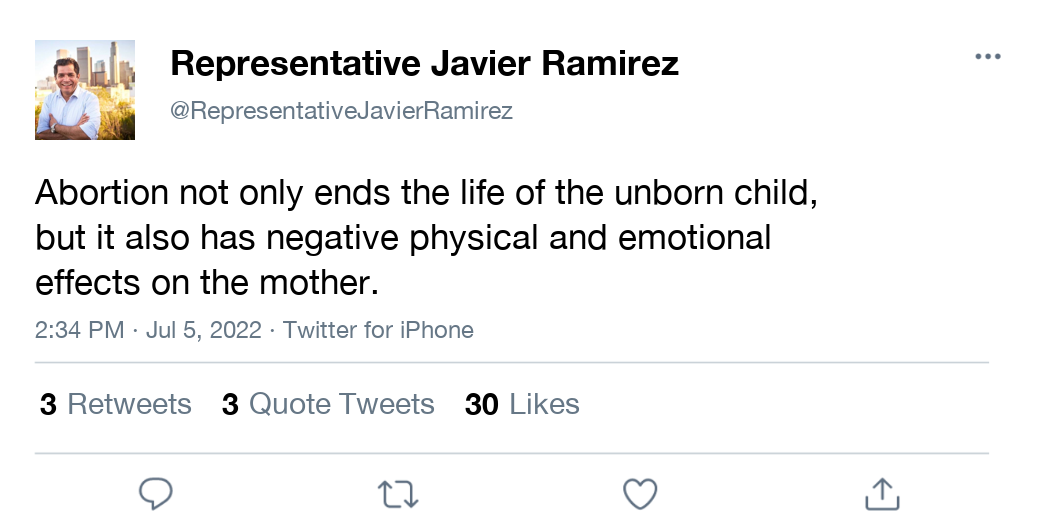 Representative Javier Ramirez
@RepresentativeJavierRamirez
Abortion not only ends the life of the unborn child,
but it also has negative physical and emotional
effects on the mother.
2:34 PM · Jul 5, 2022 · Twitter for iPhone
3 Retweets 3 Quote Tweets 30 Likes